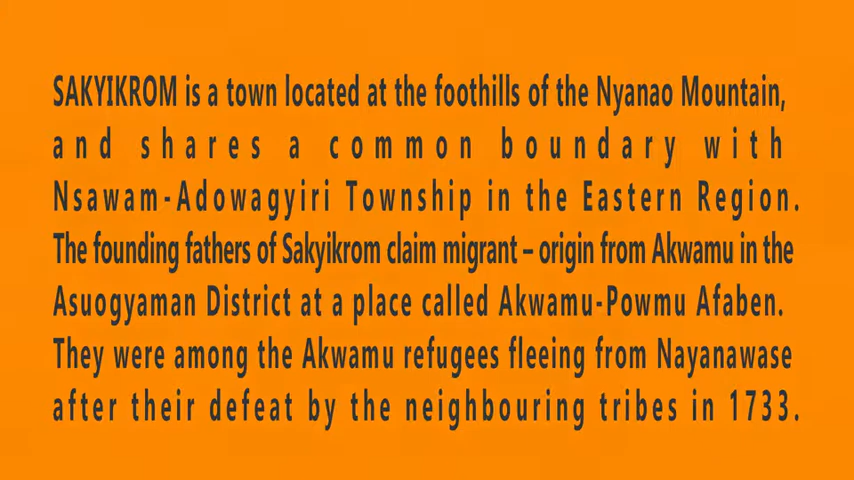 SAKYIKROM is a town located at the foothills of the Nyanao Mountain,
and shares a common boundary with
Nsawam-Adowagyiri Township in the Eastern Region.
The founding fathers of Sakyikrom claim migrant – origin from Akwamu in the
Asuogyaman District at a place called Akwamu-Powmu Afaben.
They were among the Akwamu refugees fleeing from Nayanawase
after their defeat by the neighbouring tribes in 1733.